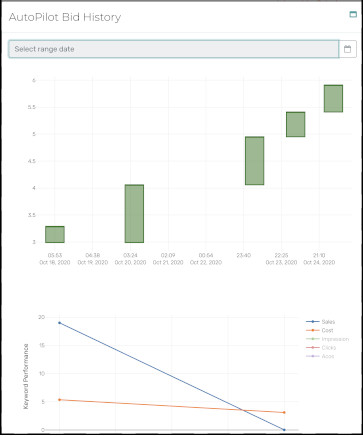 AutoPilot Bid History
Select range date
6
5.5
5
4.5
4
3.5
3
03:53 04:38 03:24 02:09 00:56 23:40 22:25 21:10
Oct 18, 2020 Oct 19, 2020 Oct 20, 2020 Oct 21, 2020 Oct 22, 2020 Oct 23, 2020 Oct 24, 2020
20
15
10
5
0
Keyword Performance
Sales
Cost
Impression
Clicks
Acos